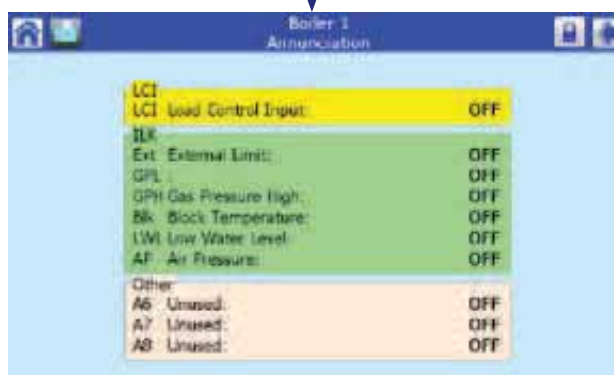 Boiler 1
Annunciation
LCI
LCI Load Control Input: OFF
ILK
Ext External Limit: OFF
GPL : OFF
GPH Gas Pressure High: OFF
Blk Block Temperature: OFF
LWL Low Water Level: OFF
AP Air Pressure: OFF
Other
A6 Unused: OFF
A7 Unused: OFF
A8 Unused: OFF